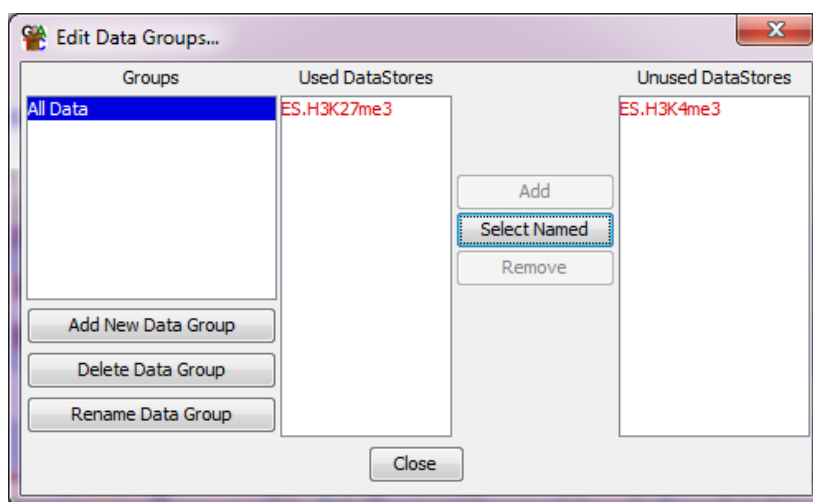 Edit Data Groups...
Groups
Used DataStores
Unused DataStores
All Data
ES.H3K27me3
ES.H3K4me3
Add
Select Named
Remove
Add New Data Group
Delete Data Group
Rename Data Group
Close